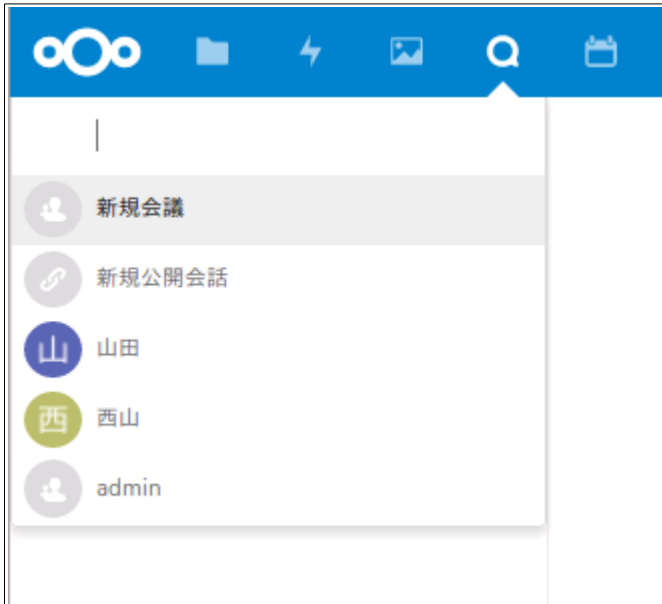 新規会議
新規公開会話
山 山田
西 西山
admin